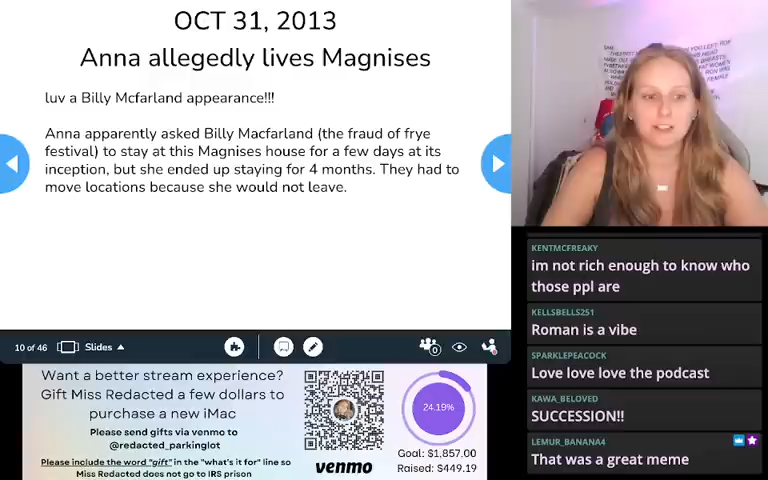 OCT 31, 2013
Anna allegedly lives Magnises
luv a Billy Mcfarland appearance!!!
Anna apparently asked Billy Macfarland (the fraud of frye
festival) to stay at this Magnises house for a few days at its
inception, but she ended up staying for 4 months. They had to
move locations because she would not leave.
10 of 46
Slides
0
Want a better stream experience?
Gift Miss Redacted a few dollars to
purchase a new iMac
Please send gifts via venmo to
@redacted_parkinglot
Please include the word "gift" in the "what's it for" line so
Miss Redacted does not go to IRS prison
venmo
24.19%
Goal: $1,857.00
Raised: $449.19
KENTMCFREAKY
im not rich enough to know who
those ppl are
KELLSBELLS251
Roman is a vibe
SPARKLEPEACOCK
Love love love the podcast
KAWA_BELOVED
SUCCESSION!!
LEMUR_BANANA4
That was a great meme